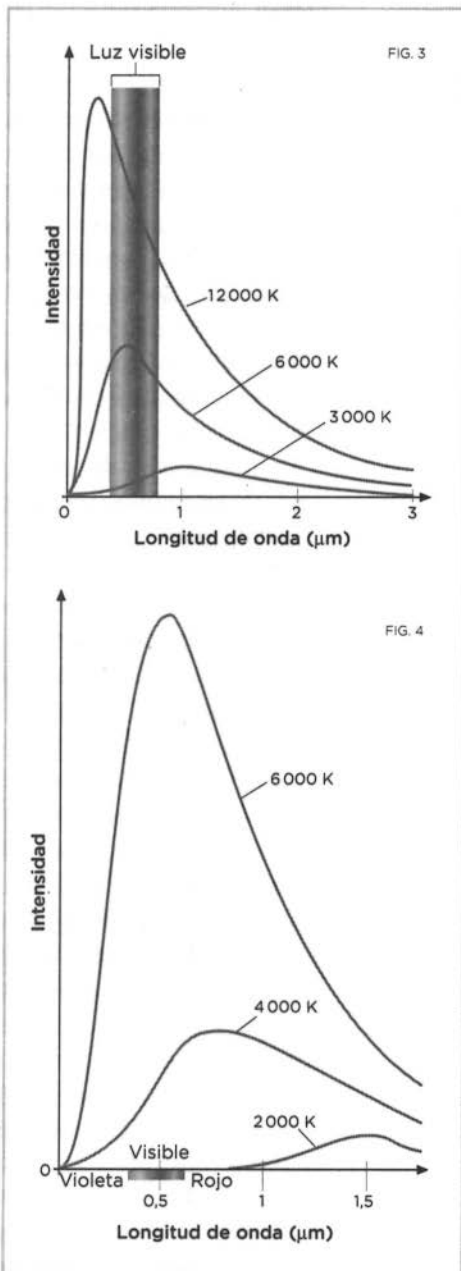 Luz visible
FIG. 3
Intensidad
12 000 K
6 000 K
3 000 K
0
1
2
3
Longitud de onda (μm)
FIG. 4
Intensidad
6 000 K
4 000 K
2 000 K
0
Visible
Violeta
Rojo
0,5
1
1,5
Longitud de onda (μm)